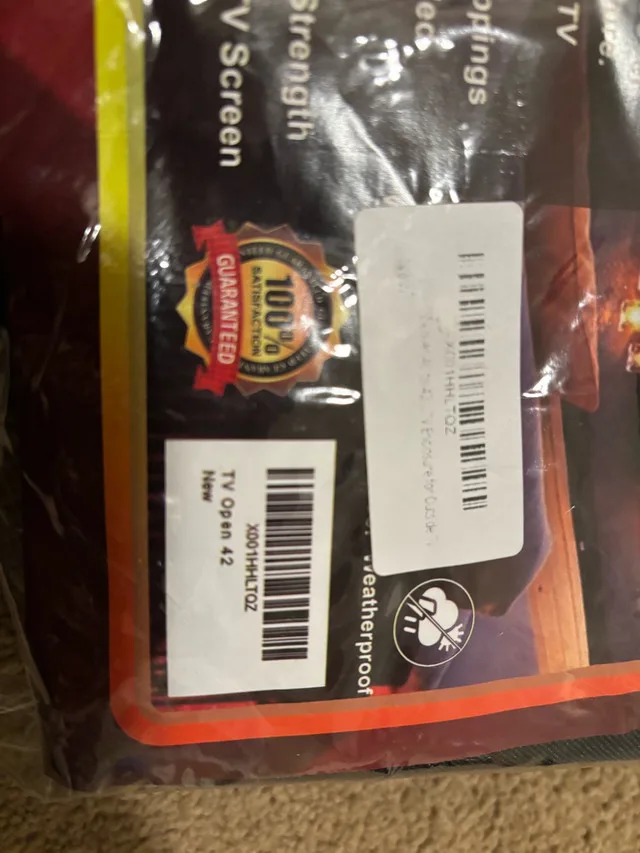 TV
ppings
ed
Strength
V Screen
100%
SATISFACTION
GUARANTEED
X001HHLTQZ
Weatherproof
X001HHLTQZ
TV Open 42
New